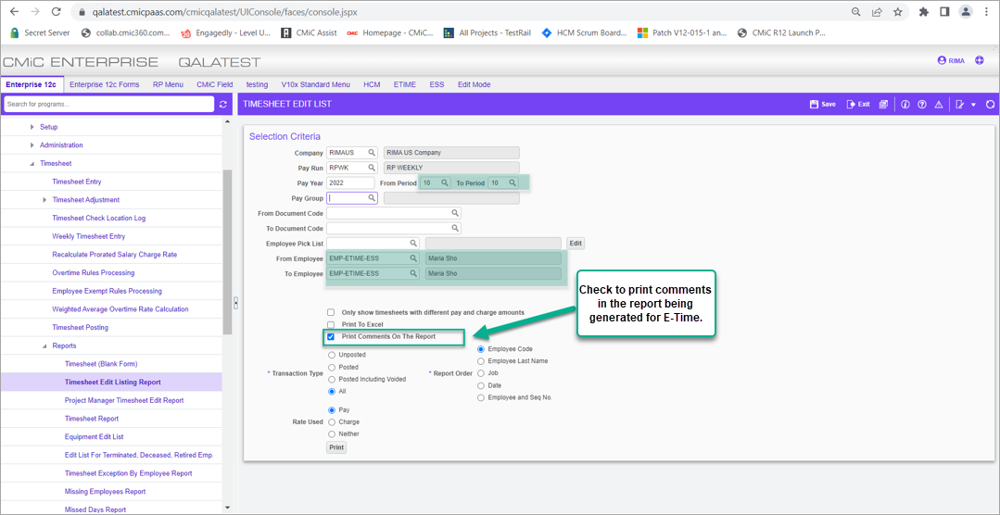 qalatest.cmicpaas.com/cmicqalatest/UIConsole/faces/console.jspx
Secret Server
collab.cmic360.com...
Engagedly - Level U...
CMiC Assist
Homepage - CMiC...
All Projects - TestRail
HCM Scrum Board...
Patch V12-015-1 an...
CMiC R12 Launch P...
CMiC ENTERPRISE QALATEST
RIMA
Enterprise 12c
Enterprise 12c Forms
RP Menu
CMiC Field
testing
V10x Standard Menu
HCM
ETIME
ESS
Edit Mode
Search for programs...
TIMESHEET EDIT LIST
Save
Exit
Setup
Administration
Timesheet
Timesheet Entry
Timesheet Adjustment
Timesheet Check Location Log
Weekly Timesheet Entry
Recalculate Prorated Salary Charge Rate
Overtime Rules Processing
Employee Exempt Rules Processing
Weighted Average Overtime Rate Calculation
Timesheet Posting
Reports
Timesheet (Blank Form)
Timesheet Edit Listing Report
Project Manager Timesheet Edit Report
Timesheet Report
Equipment Edit List
Edit List For Terminated, Deceased, Retired Emp.
Timesheet Exception By Employee Report
Missing Employees Report
Missed Days Report
Selection Criteria
Company RIMAUS RIMA US Company
Pay Run RPWK RP WEEKLY
Pay Year 2022 From Period 10 To Period 10
Pay Group
From Document Code
To Document Code
Employee Pick List Edit
From Employee EMP-ETIME-ESS Maria Sho
To Employee EMP-ETIME-ESS Maria Sho
Only show timesheets with different pay and charge amounts
Print To Excel
Print Comments On The Report
* Transaction Type
Unposted
Posted
Posted Including Voided
All
* Report Order
Employee Code
Employee Last Name
Job
Date
Employee and Seq No.
Rate Used
Pay
Charge
Neither
Print
Check to print comments
in the report being
generated for E-Time.